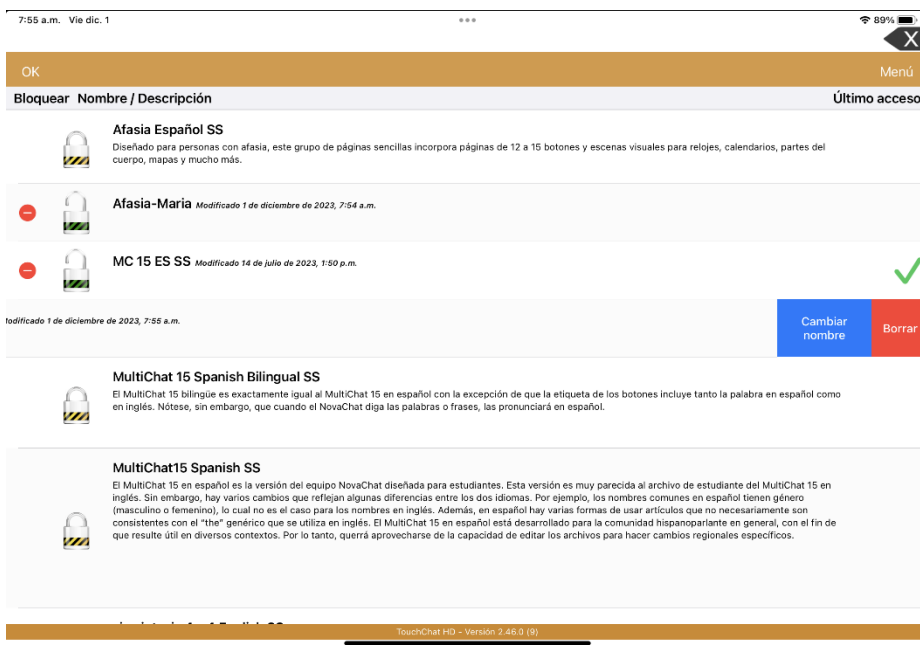 7:55 a.m. Vie dic. 1
89%
X
OK
Menú
Bloquear Nombre / Descripción
Último acceso
Afasia Español SS
Diseñado para personas con afasia, este grupo de páginas sencillas incorpora páginas de 12 a 15 botones y escenas visuales para relojes, calendarios, partes del
cuerpo, mapas y mucho más.
Afasia-Maria Modificado 1 de diciembre de 2023, 7:54 a.m.
MC 15 ES SS Modificado 14 de julio de 2023, 1:50 p.m.
odificado 1 de diciembre de 2023, 7:55 a.m.
Cambiar
nombre
Borrar
MultiChat 15 Spanish Bilingual SS
El MultiChat 15 bilingüe es exactamente igual al MultiChat 15 en español con la excepción de que la etiqueta de los botones incluye tanto la palabra en español como
en inglés. Nótese, sin embargo, que cuando el NovaChat diga las palabras o frases, las pronunciará en español.
MultiChat15 Spanish SS
El MultiChat 15 en español es la versión del equipo NovaChat diseñada para estudiantes. Esta versión es muy parecida al archivo de estudiante del MultiChat 15 en
inglés. Sin embargo, hay varios cambios que reflejan algunas diferencias entre los dos idiomas. Por ejemplo, los nombres comunes en español tienen género
(masculino o femenino), lo cual no es el caso para los nombres en inglés. Además, en español hay varias formas de usar artículos que no necesariamente son
consistentes con el "the" genérico que se utiliza en inglés. El MultiChat 15 en español está desarrollado para la comunidad hispanoparlante en general, con el fin de
que resulte útil en diversos contextos. Por lo tanto, querrá aprovecharse de la capacidad de editar los archivos para hacer cambios regionales específicos.
TouchChat HD - Versión 2.46.0 (9)